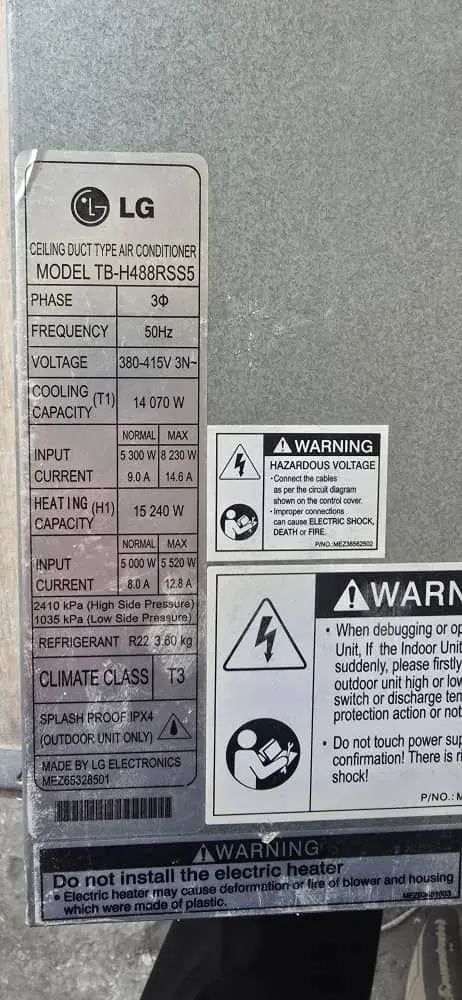 LG
CEILING DUCT TYPE AIR CONDITIONER
MODEL TB-H488RSS5
PHASE 3Φ
FREQUENCY 50Hz
VOLTAGE 380-415V 3N~
COOLING CAPACITY (T1) 14 070 W
NORMAL MAX
INPUT 5 300 W 8 230 W
CURRENT 9.0 A 14.6 A
HEATING CAPACITY (H1) 15 240 W
NORMAL MAX
INPUT 5 000 W 5 520 W
CURRENT 8.0 A 12.8 A
2410 kPa (High Side Pressure)
1035 kPa (Low Side Pressure)
REFRIGERANT R22 3.60 kg
CLIMATE CLASS T3
SPLASH PROOF IPX4
(OUTDOOR UNIT ONLY)
MADE BY LG ELECTRONICS
MEZ65328501
WARNING
HAZARDOUS VOLTAGE
•Connect the cables
as per the circuit diagram
shown on the control cover.
•Improper connections
can cause ELECTRIC SHOCK,
DEATH or FIRE.
P/NO.:MEZ38562502
WARN
• When debugging or op
Unit, If the Indoor Unit
suddenly, please firstly
outdoor unit high or low
switch or discharge tem
protection action or not
• Do not touch power sup
confirmation! There is ri
shock!
P/NO.: M
WARNING
Do not install the electric heater
• Electric heater may cause deformation or fire of blower and housing
which were made of plastic.